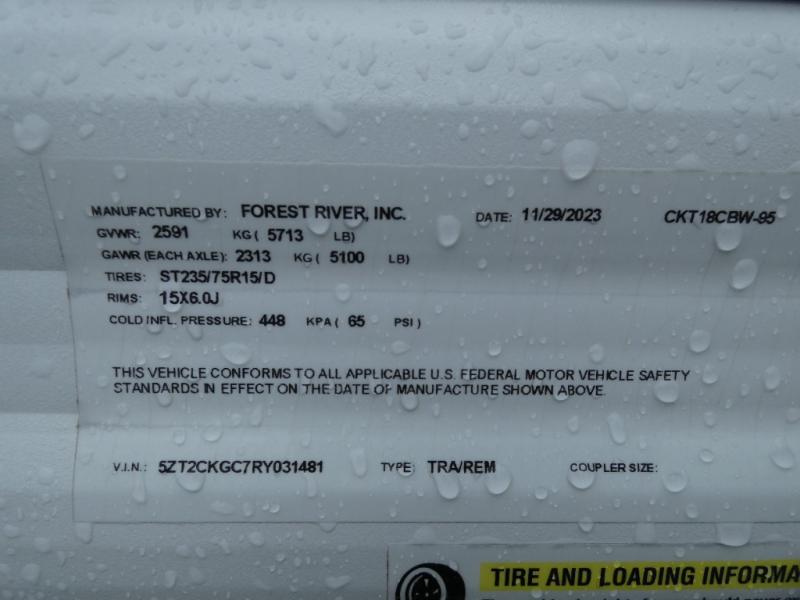 MANUFACTURED BY: FOREST RIVER, INC. DATE: 11/29/2023 CKT18CBW-95
GVWR: 2591 KG ( 5713 LB)
GAWR (EACH AXLE): 2313 KG ( 5100 LB)
TIRES: ST235/75R15/D
RIMS: 15X6.0J
COLD INFL. PRESSURE: 448 KPA ( 65 PSI )
THIS VEHICLE CONFORMS TO ALL APPLICABLE U.S. FEDERAL MOTOR VEHICLE SAFETY
STANDARDS IN EFFECT ON THE DATE OF MANUFACTURE SHOWN ABOVE.
V.I.N.: 5ZT2CKGC7RY031481 TYPE: TRA/REM COUPLER SIZE:
TIRE AND LOADING INFORMA